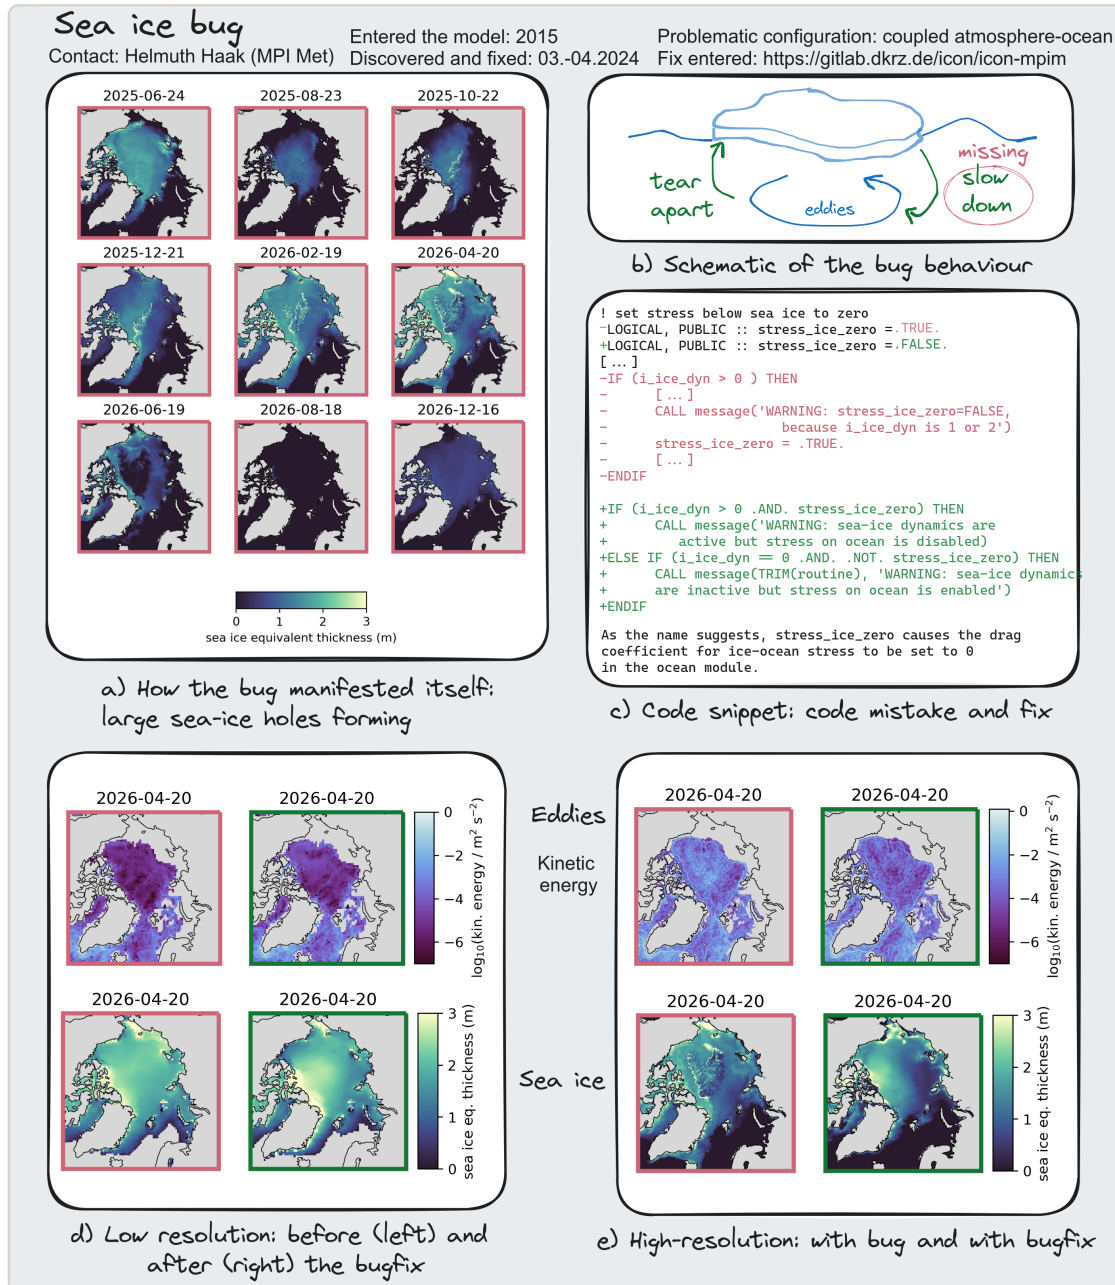 Sea ice bug
Contact: Helmuth Haak (MPI Met)
Entered the model: 2015
Discovered and fixed: 03.-04.2024
Problematic configuration: coupled atmosphere-ocean
Fix entered: https://gitlab.dkrz.de/icon/icon-mpim
2025-06-24
2025-08-23
2025-10-22
2025-12-21
2026-02-19
2026-04-20
2026-06-19
2026-08-18
2026-12-16
0 1 2 3
sea ice equivalent thickness (m)
a) How the bug manifested itself:
large sea-ice holes forming
tear
apart
eddies
missing
slow
down
b) Schematic of the bug behaviour
! set stress below sea ice to zero
-LOGICAL, PUBLIC :: stress_ice_zero =.TRUE.
+LOGICAL, PUBLIC :: stress_ice_zero =.FALSE.
[...]
-IF (i_ice_dyn > 0 ) THEN
-      [...]
-      CALL message('WARNING: stress_ice_zero=FALSE,
-                      because i_ice_dyn is 1 or 2')
-      stress_ice_zero = .TRUE.
-      [...]
-ENDIF
+IF (i_ice_dyn > 0 .AND. stress_ice_zero) THEN
+      CALL message('WARNING: sea-ice dynamics are
+         active but stress on ocean is disabled)
+ELSE IF (i_ice_dyn == 0 .AND. .NOT. stress_ice_zero) THEN
+      CALL message(TRIM(routine), 'WARNING: sea-ice dynamics
+      are inactive but stress on ocean is enabled')
+ENDIF
As the name suggests, stress_ice_zero causes the drag
coefficient for ice-ocean stress to be set to 0
in the ocean module.
c) Code snippet: code mistake and fix
2026-04-20
2026-04-20
0
−2
−4
−6
log₁₀(kin. energy / m² s⁻²)
2026-04-20
2026-04-20
3
2
1
0
sea ice eq. thickness (m)
d) Low resolution: before (left) and
after (right) the bugfix
Eddies
Kinetic
energy
Sea ice
2026-04-20
2026-04-20
0
−2
−4
−6
log₁₀(kin. energy / m² s⁻²)
2026-04-20
2026-04-20
3
2
1
0
sea ice eq. thickness (m)
e) High-resolution: with bug and with bugfix